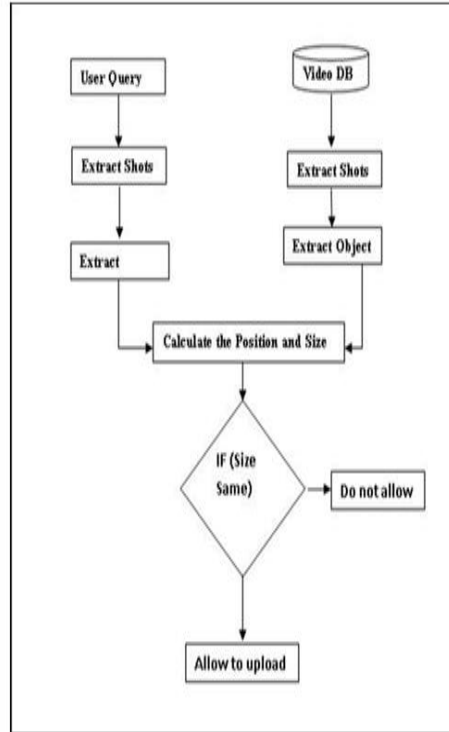 User Query
Video DB
Extract Shots
Extract Shots
Extract
Extract Object
Calculate the Position and Size
IF (Size
Same)
Do not allow
Allow to upload